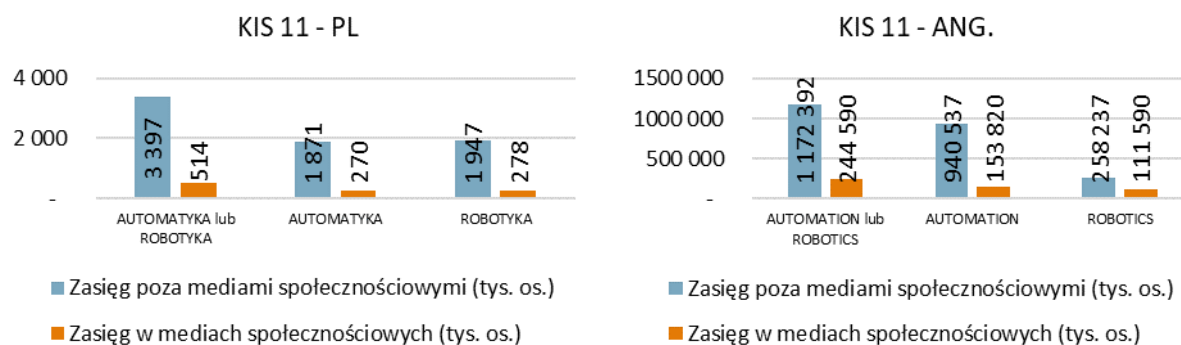 KIS 11 - PL
4 000
2 000
-
3 397
514
1 871
270
1 947
278
AUTOMATYKA lub
ROBOTYKA
AUTOMATYKA
ROBOTYKA
Zasięg poza mediami społecznościowymi (tys. os.)
Zasięg w mediach społecznościowych (tys. os.)
KIS 11 - ANG.
1500 000
1000 000
500 000
-
1 172 392
244 590
940 537
153 820
258 237
111 590
AUTOMATION lub
ROBOTICS
AUTOMATION
ROBOTICS
Zasięg poza mediami społecznościowymi (tys. os.)
Zasięg w mediach społecznościowych (tys. os.)